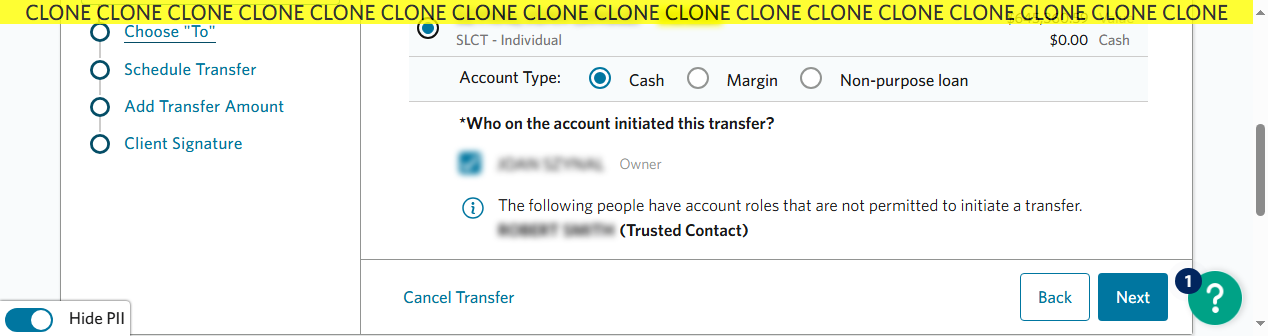 CLONE CLONE CLONE CLONE CLONE CLONE CLONE CLONE CLONE CLONE CLONE CLONE CLONE CLONE CLONE CLONE CLONE
Choose "To"
Schedule Transfer
Add Transfer Amount
Client Signature
SLCT - Individual
$0.00 Cash
Account Type: Cash Margin Non-purpose loan
*Who on the account initiated this transfer?
Owner
The following people have account roles that are not permitted to initiate a transfer.
(Trusted Contact)
Cancel Transfer
Back
Next
1
?
Hide PII